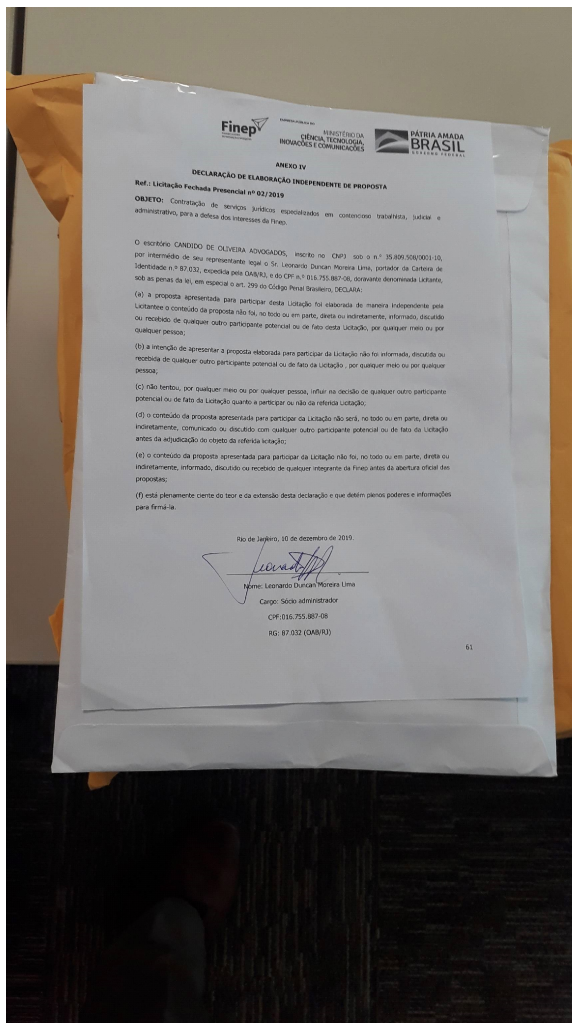 Finep
MINISTÉRIO DA
CIÊNCIA, TECNOLOGIA,
INOVAÇÕES E COMUNICAÇÕES
PÁTRIA AMADA
BRASIL
GOVERNO FEDERAL
ANEXO IV
DECLARAÇÃO DE ELABORAÇÃO INDEPENDENTE DE PROPOSTA
Ref.: Licitação Fechada Presencial nº 02/2019
OBJETO: Contratação de serviços jurídicos especializados em contencioso trabalhista, judicial e
administrativo, para a defesa dos interesses da Finep.
O escritório CANDIDO DE OLIVEIRA ADVOGADOS, inscrito no CNPJ sob o n.º 35.809.508/0001-10,
por intermédio de seu representante legal o Sr. Leonardo Duncan Moreira Lima, portador da Carteira de
Identidade n.º 87.032, expedida pela OAB/RJ, e do CPF n.º 016.755.887-08, doravante denominada Licitante,
sob as penas da lei, em especial o art. 299 do Código Penal Brasileiro, DECLARA:
(a) a proposta apresentada para participar desta Licitação foi elaborada de maneira independente pela
Licitantee o conteúdo da proposta não foi, no todo ou em parte, direta ou indiretamente, informado, discutido
ou recebido de qualquer outro participante potencial ou de fato desta Licitação, por qualquer meio ou por
qualquer pessoa;
(b) a intenção de apresentar a proposta elaborada para participar da Licitação não foi informada, discutida ou
recebida de qualquer outro participante potencial ou de fato da Licitação , por qualquer meio ou por qualquer
pessoa;
(c) não tentou, por qualquer meio ou por qualquer pessoa, influir na decisão de qualquer outro participante
potencial ou de fato da Licitação quanto a participar ou não da referida Licitação;
(d) o conteúdo da proposta apresentada para participar da Licitação não será, no todo ou em parte, direta ou
indiretamente, comunicado ou discutido com qualquer outro participante potencial ou de fato da Licitação
antes da adjudicação do objeto da referida licitação;
(e) o conteúdo da proposta apresentada para participar da Licitação não foi, no todo ou em parte, direta ou
indiretamente, informado, discutido ou recebido de qualquer integrante da Finep antes da abertura oficial das
propostas;
(f) está plenamente ciente do teor e da extensão desta declaração e que detém plenos poderes e informações
para firmá-la.
Rio de Janeiro, 10 de dezembro de 2019.
Nome: Leonardo Duncan Moreira Lima
Cargo: Sócio administrador
CPF:016.755.887-08
RG: 87.032 (OAB/RJ)
61